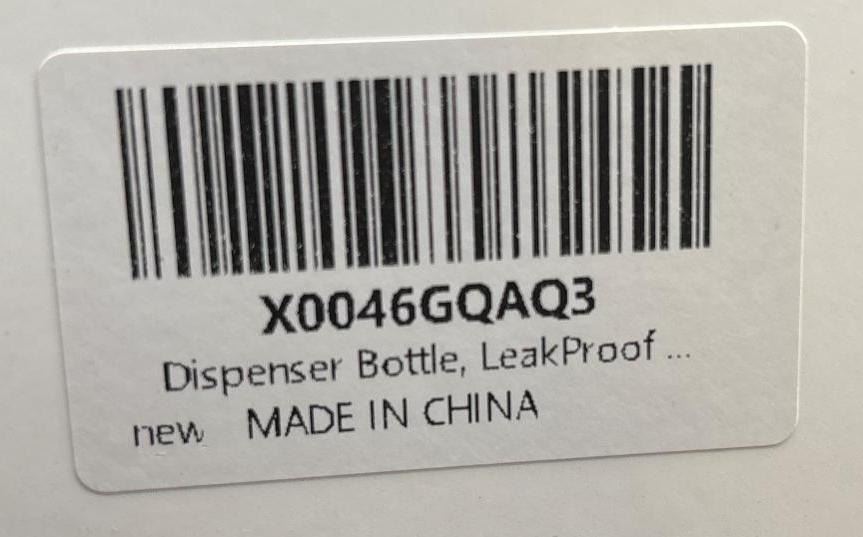 X0046GQAQ3
Dispenser Bottle, LeakProof ...
new MADE IN CHINA